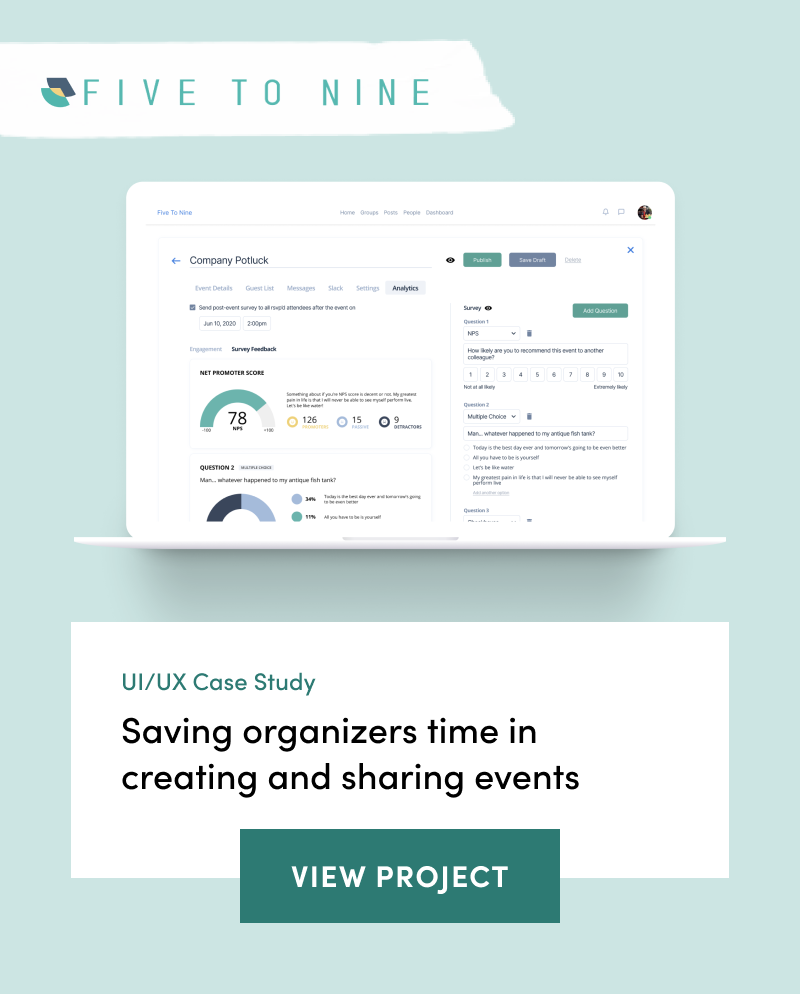 FIVE TO NINE
Five To Nine
Home Groups Posts People Dashboard
Company Potluck
Publish
Save Draft
Delete
Event Details
Guest List
Messages
Slack
Settings
Analytics
Send post-event survey to all rsvp'd attendees after the event on
Jun 10, 2020
2:00pm
Engagement
Survey Feedback
NET PROMOTER SCORE
78
NPS
-100
+100
Something about if you're NPS score is decent or not. My greatest
pain in life is that I will never be able to see myself perform live.
Let's be like water!
126
PROMOTERS
15
PASSIVE
9
DETRACTORS
QUESTION 2
MULTIPLE CHOICE
Man... whatever happened to my antique fish tank?
34%
Today is the best day ever and tomorrow's going
to be even better
11%
All you have to be is yourself
Survey
Add Question
Question 1
NPS
How likely are you to recommend this event to another
colleague?
1 2 3 4 5 6 7 8 9 10
Not at all likely
Extremely likely
Question 2
Multiple Choice
Man... whatever happened to my antique fish tank?
Today is the best day ever and tomorrow's going to be even better
All you have to be is yourself
Let's be like water
My greatest pain in life is that I will never be able to see myself
perform live
Add another option
Question 3
UI/UX Case Study
Saving organizers time in
creating and sharing events
VIEW PROJECT